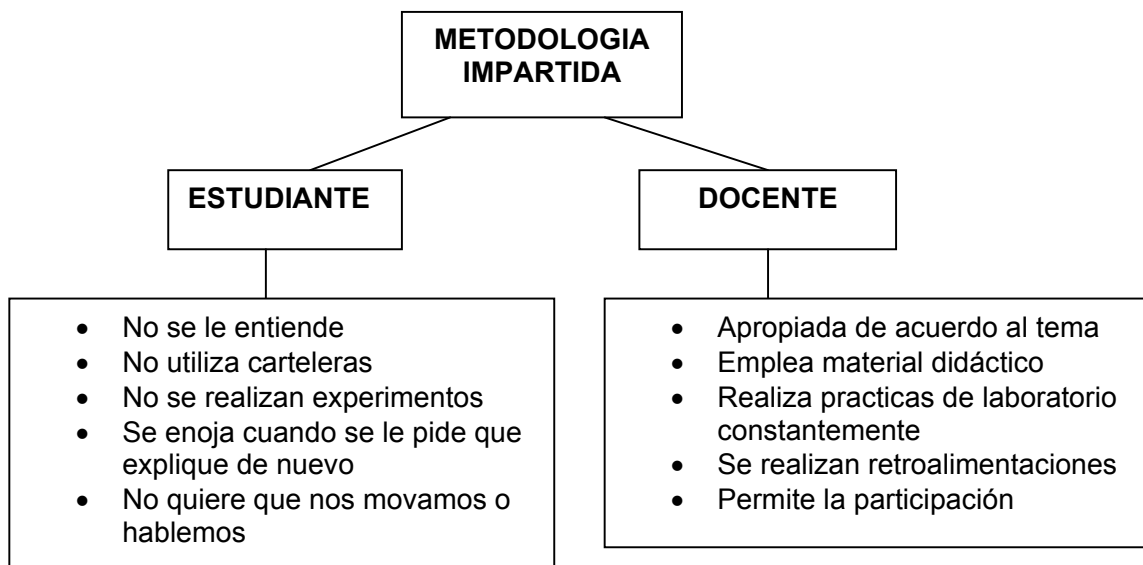 METODOLOGIA
IMPARTIDA
ESTUDIANTE
DOCENTE
• No se le entiende
• No utiliza carteleras
• No se realizan experimentos
• Se enoja cuando se le pide que
explique de nuevo
• No quiere que nos movamos o
hablemos
• Apropiada de acuerdo al tema
• Emplea material didáctico
• Realiza practicas de laboratorio
constantemente
• Se realizan retroalimentaciones
• Permite la participación